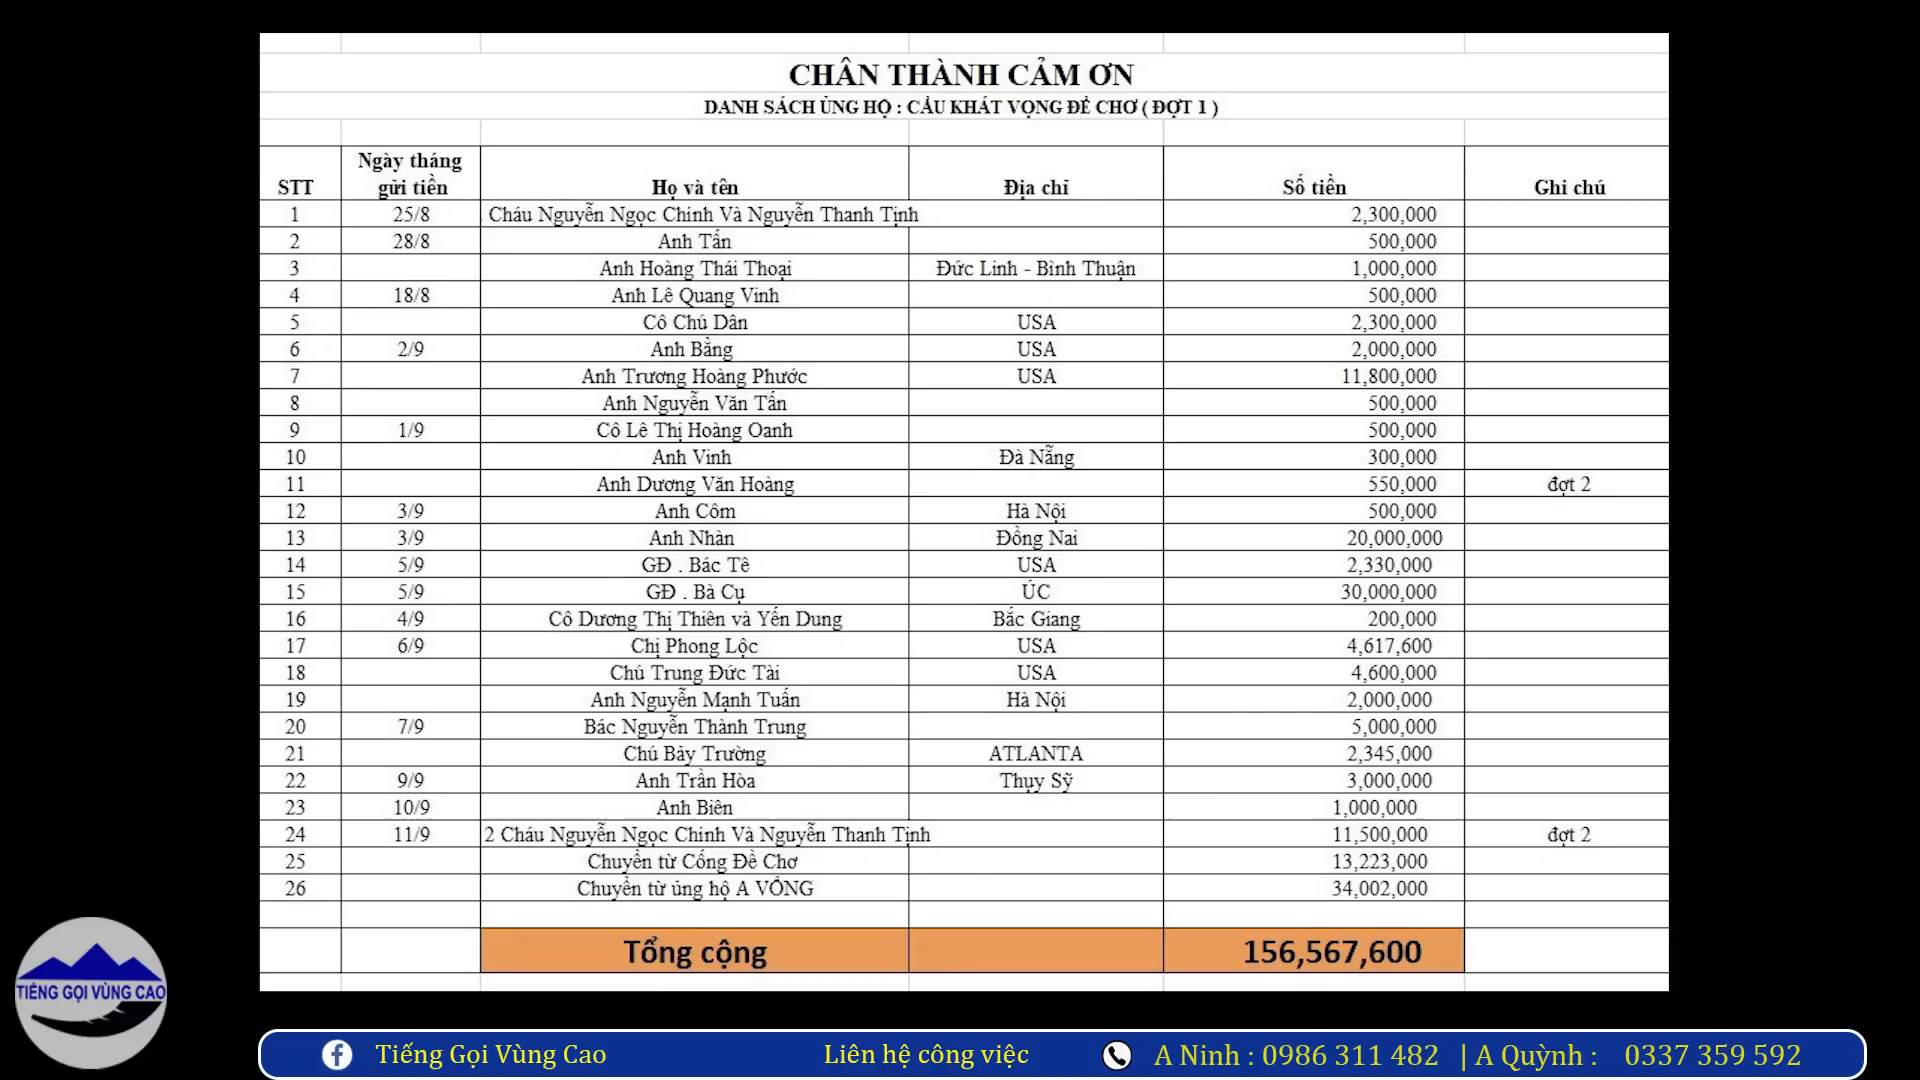 CHÂN THÀNH CẢM ƠN
DANH SÁCH ỦNG HỘ : CẦU KHÁT VỌNG ĐỀ CHƠ ( ĐỢT 1 )
STT Ngày tháng gửi tiền Họ và tên Địa chỉ Số tiền Ghi chú
1 25/8 Cháu Nguyễn Ngọc Chính Và Nguyễn Thanh Tịnh 2,300,000
2 28/8 Anh Tấn 500,000
3 Anh Hoàng Thái Thoại Đức Linh - Bình Thuận 1,000,000
4 18/8 Anh Lê Quang Vinh 500,000
5 Cô Chú Dân USA 2,300,000
6 2/9 Anh Bằng USA 2,000,000
7 Anh Trương Hoàng Phước USA 11,800,000
8 Anh Nguyễn Văn Tấn 500,000
9 1/9 Cô Lê Thị Hoàng Oanh 500,000
10 Anh Vinh Đà Nẵng 300,000
11 Anh Dương Văn Hoàng 550,000 đợt 2
12 3/9 Anh Côm Hà Nội 500,000
13 3/9 Anh Nhàn Đồng Nai 20,000,000
14 5/9 GĐ . Bác Tê USA 2,330,000
15 5/9 GĐ . Bà Cụ ÚC 30,000,000
16 4/9 Cô Dương Thị Thiên và Yến Dung Bắc Giang 200,000
17 6/9 Chị Phong Lộc USA 4,617,600
18 Chú Trung Đức Tài USA 4,600,000
19 Anh Nguyễn Mạnh Tuấn Hà Nội 2,000,000
20 7/9 Bác Nguyễn Thành Trung 5,000,000
21 Chú Bảy Trường ATLANTA 2,345,000
22 9/9 Anh Trần Hòa Thụy Sỹ 3,000,000
23 10/9 Anh Biên 1,000,000
24 11/9 2 Cháu Nguyễn Ngọc Chính Và Nguyễn Thanh Tịnh 11,500,000 đợt 2
25 Chuyển từ Cống Đề Chơ 13,223,000
26 Chuyển từ ủng hộ A VÕNG 34,002,000
Tổng cộng 156,567,600
TIẾNG GỌI VÙNG CAO
Tiếng Gọi Vùng Cao Liên hệ công việc A Ninh : 0986 311 482 | A Quỳnh : 0337 359 592